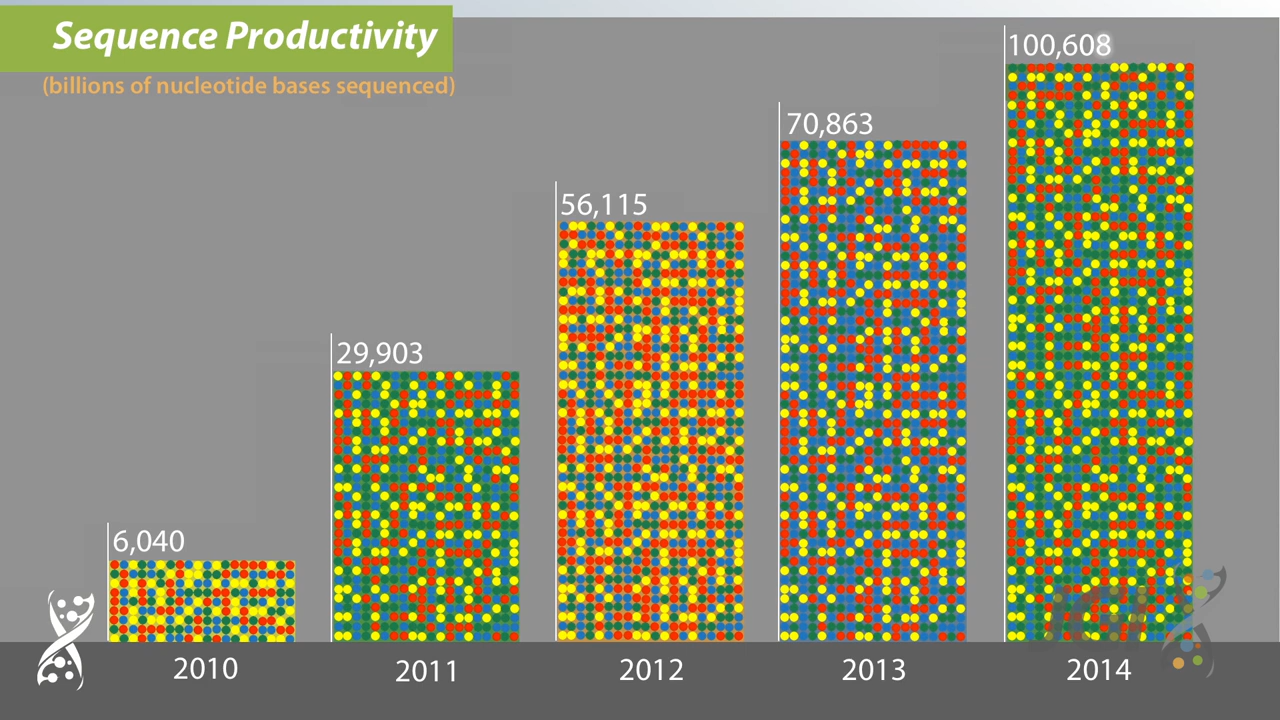 Sequence Productivity
(billions of nucleotide bases sequenced)
100,608
70,863
56,115
29,903
6,040
2010 2011 2012 2013 2014
JGI